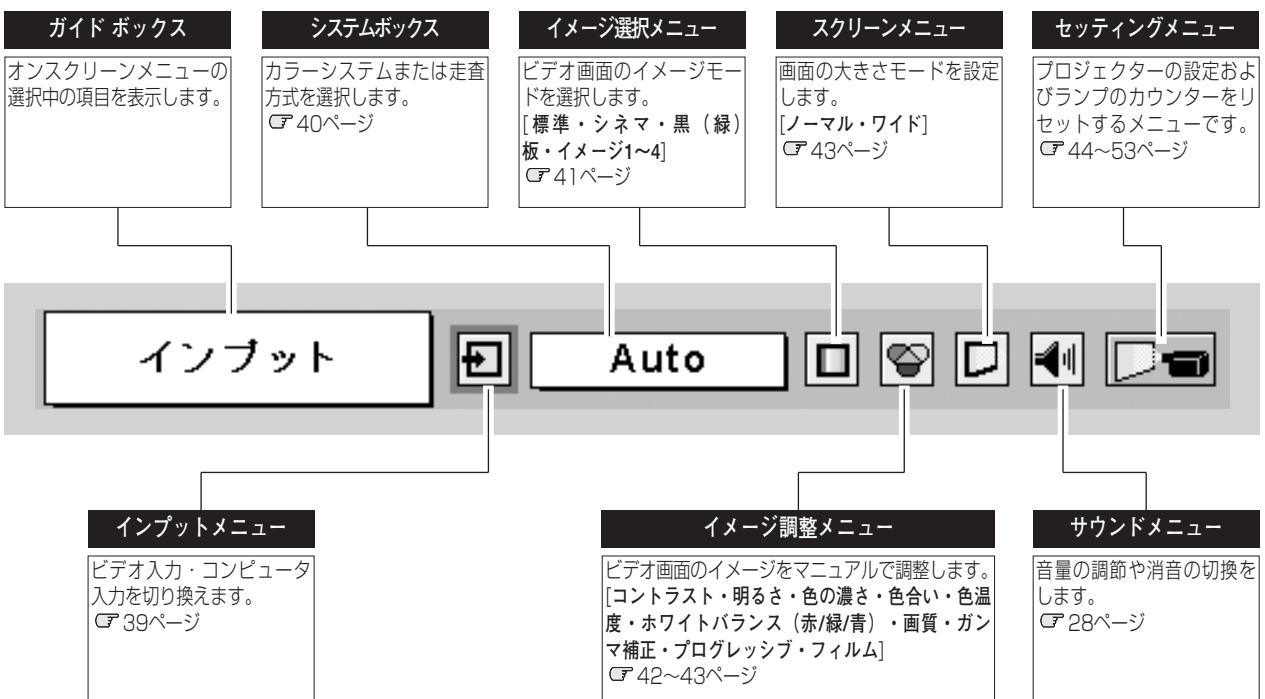 ガイド ボックス
オンスクリーンメニューの
選択中の項目を表示します。
システムボックス
カラーシステムまたは走査
方式を選択します。
☞40ページ
イメージ選択メニュー
ビデオ画面のイメージモー
ドを選択します。
[標準・シネマ・黒（緑）
板・イメージ1～4]
☞41ページ
スクリーンメニュー
画面の大きさモードを設定
します。
[ノーマル・ワイド]
☞43ページ
セッティングメニュー
プロジェクターの設定およ
びランプのカウンターをリ
セットするメニューです。
☞44～53ページ
インプット
Auto
インプットメニュー
ビデオ入力・コンピュータ
入力を切り換えます。
☞39ページ
イメージ調整メニュー
ビデオ画面のイメージをマニュアルで調整します。
[コントラスト・明るさ・色の濃さ・色合い・色温
度・ホワイトバランス（赤/緑/青）・画質・ガン
マ補正・プログレッシブ・フィルム]
☞42～43ページ
サウンドメニュー
音量の調節や消音の切換を
します。
☞28ページ